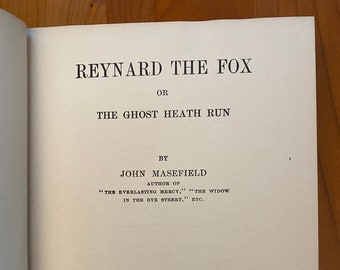 REYNARD THE FOX
OR
THE GHOST HEATH RUN
BY
JOHN MASEFIELD
AUTHOR OF
"THE EVERLASTING MERCY," "THE WIDOW
IN THE BYE STREET," ETC.